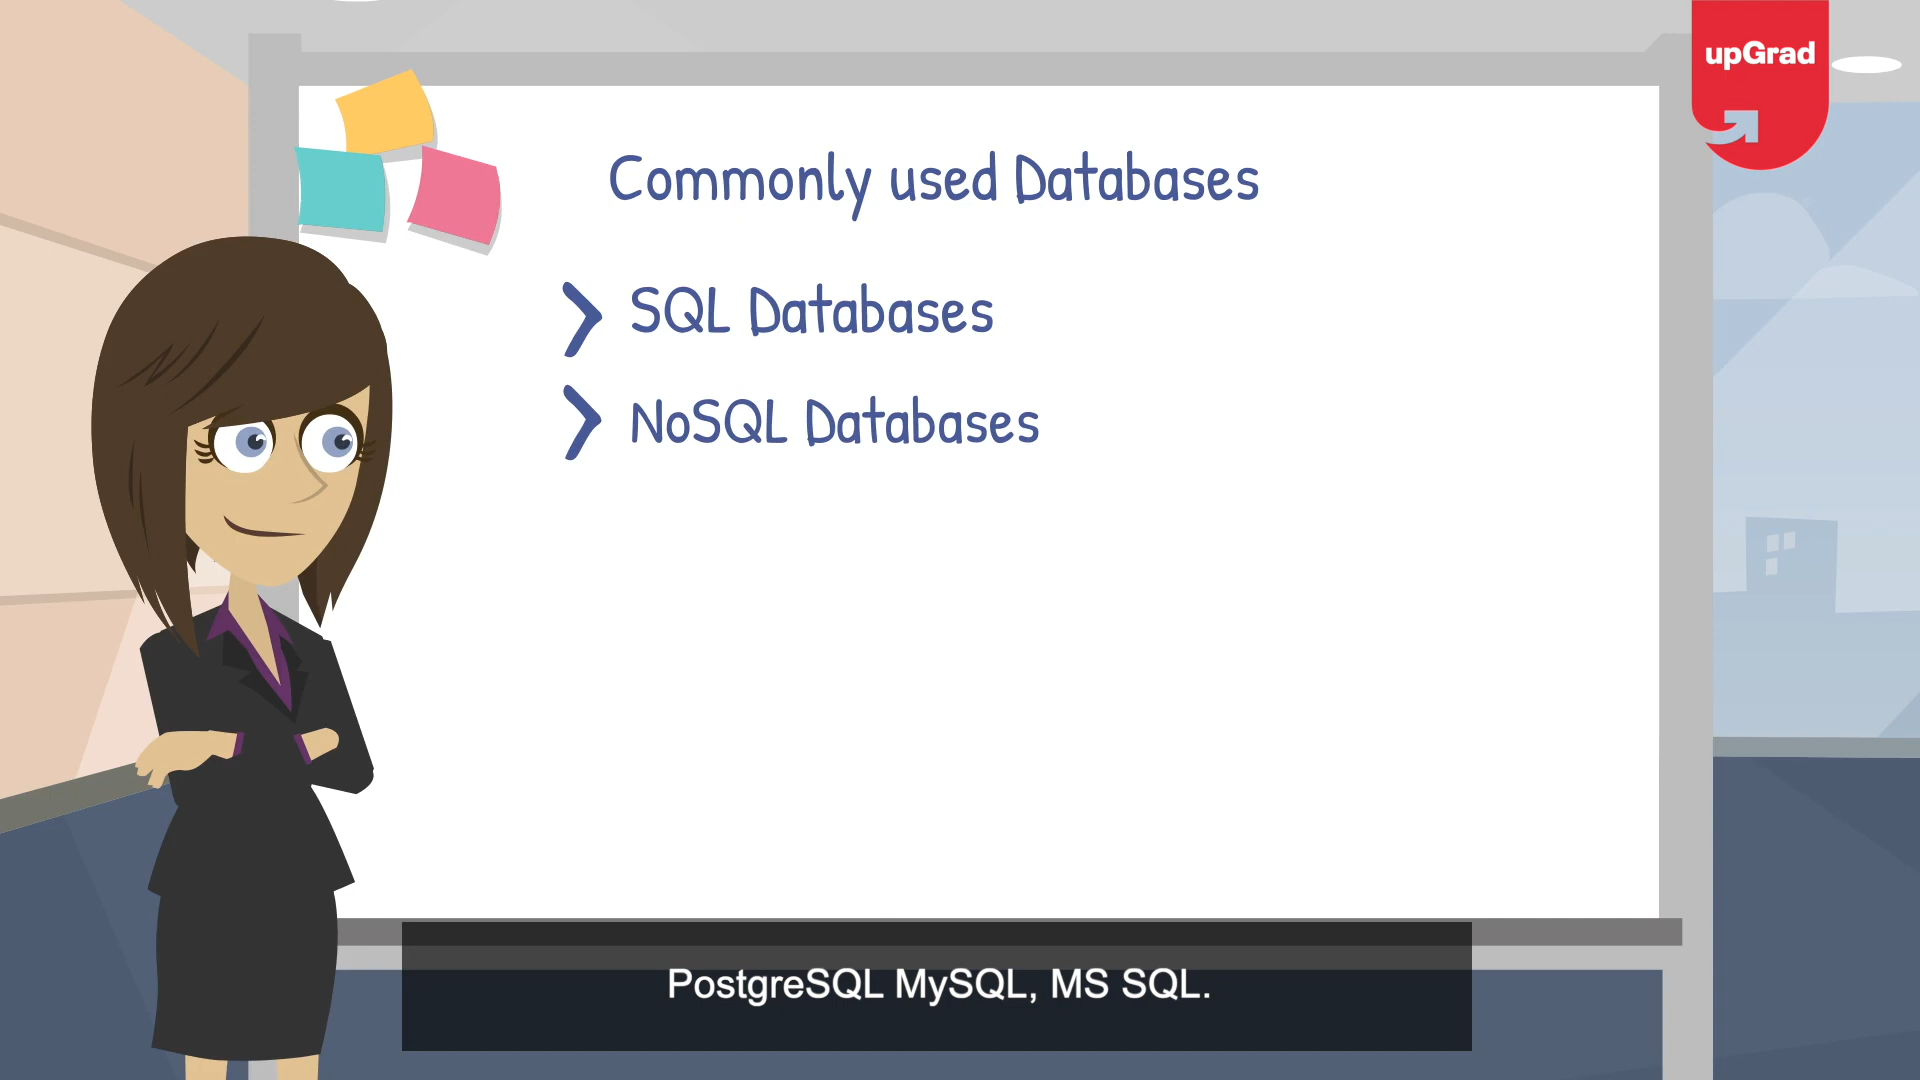 upGrad
Commonly used Databases
SQL Databases
NoSQL Databases
PostgreSQL MySQL, MS SQL.